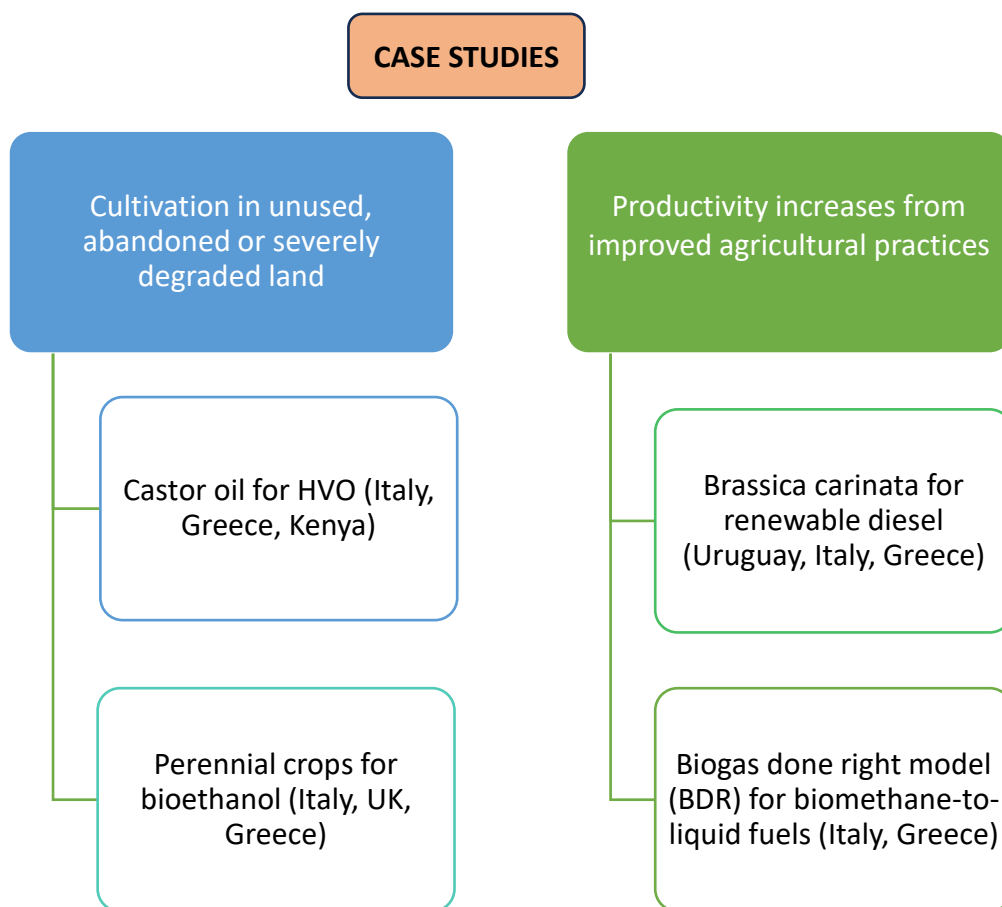 CASE STUDIES
Cultivation in unused,
abandoned or severely
degraded land
Productivity increases from
improved agricultural practices
Castor oil for HVO (Italy,
Greece, Kenya)
Brassica carinata for
renewable diesel
(Uruguay, Italy, Greece)
Perennial crops for
bioethanol (Italy, UK,
Greece)
Biogas done right model
(BDR) for biomethane-to-
liquid fuels (Italy, Greece)